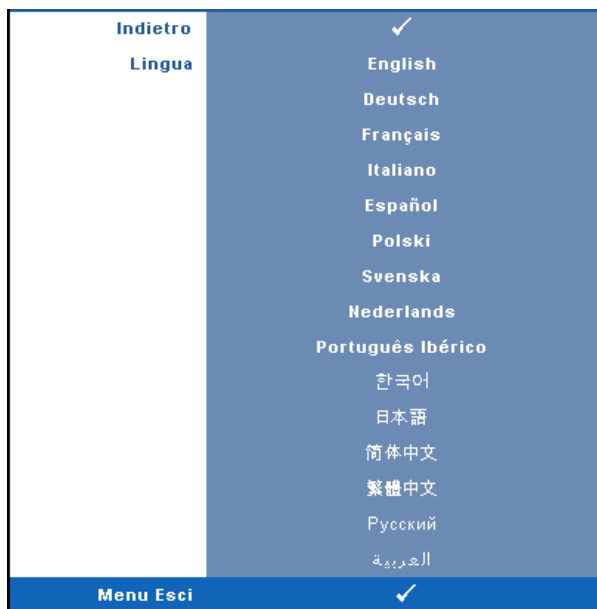 Indietro ✓
Lingua English
Deutsch
Français
Italiano
Español
Polski
Svenska
Nederlands
Português Ibérico
한국어
日本語
简体中文
繁體中文
Русский
العربية
Menu Esci ✓